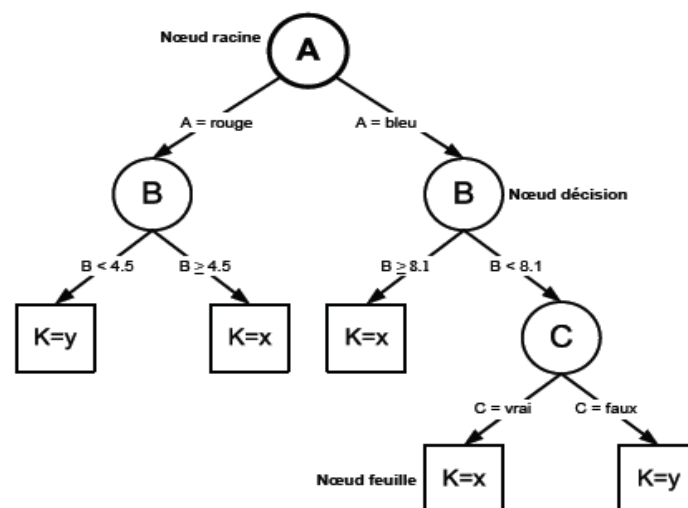 Nœud racine
A
A = rouge
A = bleu
B
B
Nœud décision
B < 4.5
B ≥ 4.5
B ≥ 8.1
B < 8.1
K=y
K=x
K=x
C
C = vrai
C = faux
Nœud feuille
K=x
K=y